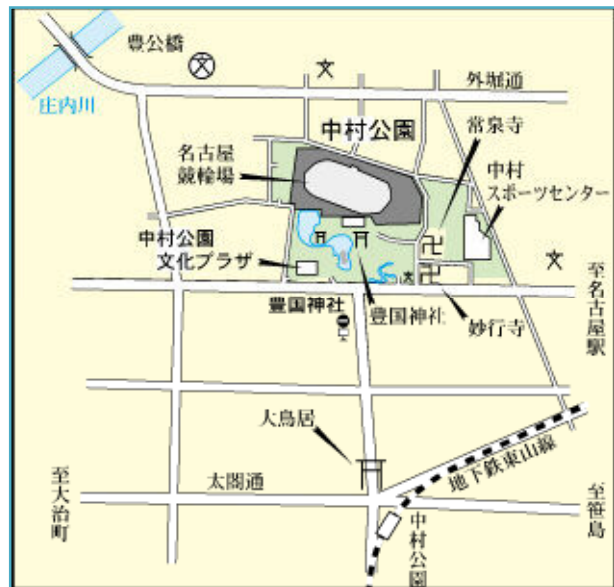 豊公橋
文
文
庄内川
外堀通
中村公園
常泉寺
名古屋
競輪場
中村
スポーツセンター
中村公園
文化プラザ
文
至名古屋駅
豊国神社
豊国神社
妙行寺
大鳥居
地下鉄東山線
太閤通
至大治町
中村公園
至笹島